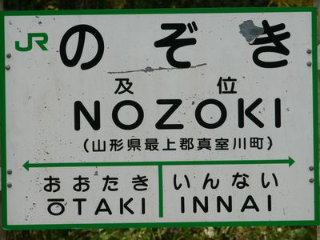 JR のぞき
及位
NOZOKI
(山形県最上郡真室川町)
おおたき いんない
ŌTAKI INNAI